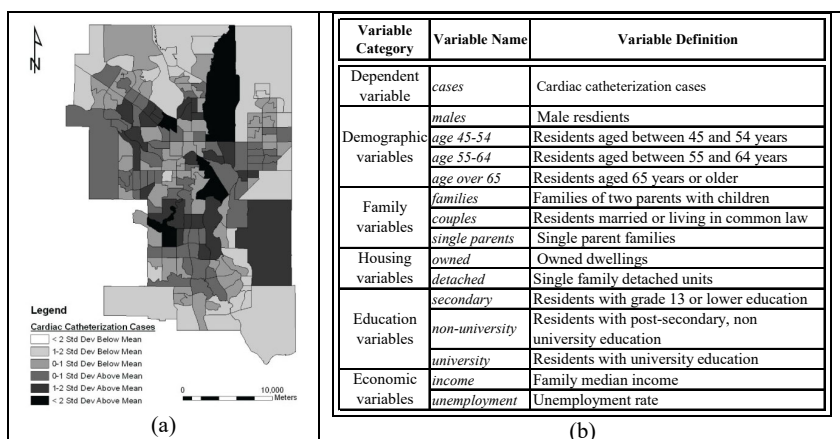 N
Legend
Cardiac Catheterization Cases
< 2 Std Dev Below Mean
1-2 Std Dev Below Mean
0-1 Std Dev Below Mean
0-1 Std Dev Above Mean
1-2 Std Dev Above Mean
< 2 Std Dev Above Mean
0 10,000
Meters
(a)
Variable Category Variable Name Variable Definition
Dependent variable cases Cardiac catheterization cases
Demographic variables males Male resdients
age 45-54 Residents aged between 45 and 54 years
age 55-64 Residents aged between 55 and 64 years
age over 65 Residents aged 65 years or older
Family variables families Families of two parents with children
couples Residents married or living in common law
single parents Single parent families
Housing variables owned Owned dwellings
detached Single family detached units
Education variables secondary Residents with grade 13 or lower education
non-university Residents with post-secondary, non
university education
university Residents with university education
Economic variables income Family median income
unemployment Unemployment rate
(b)